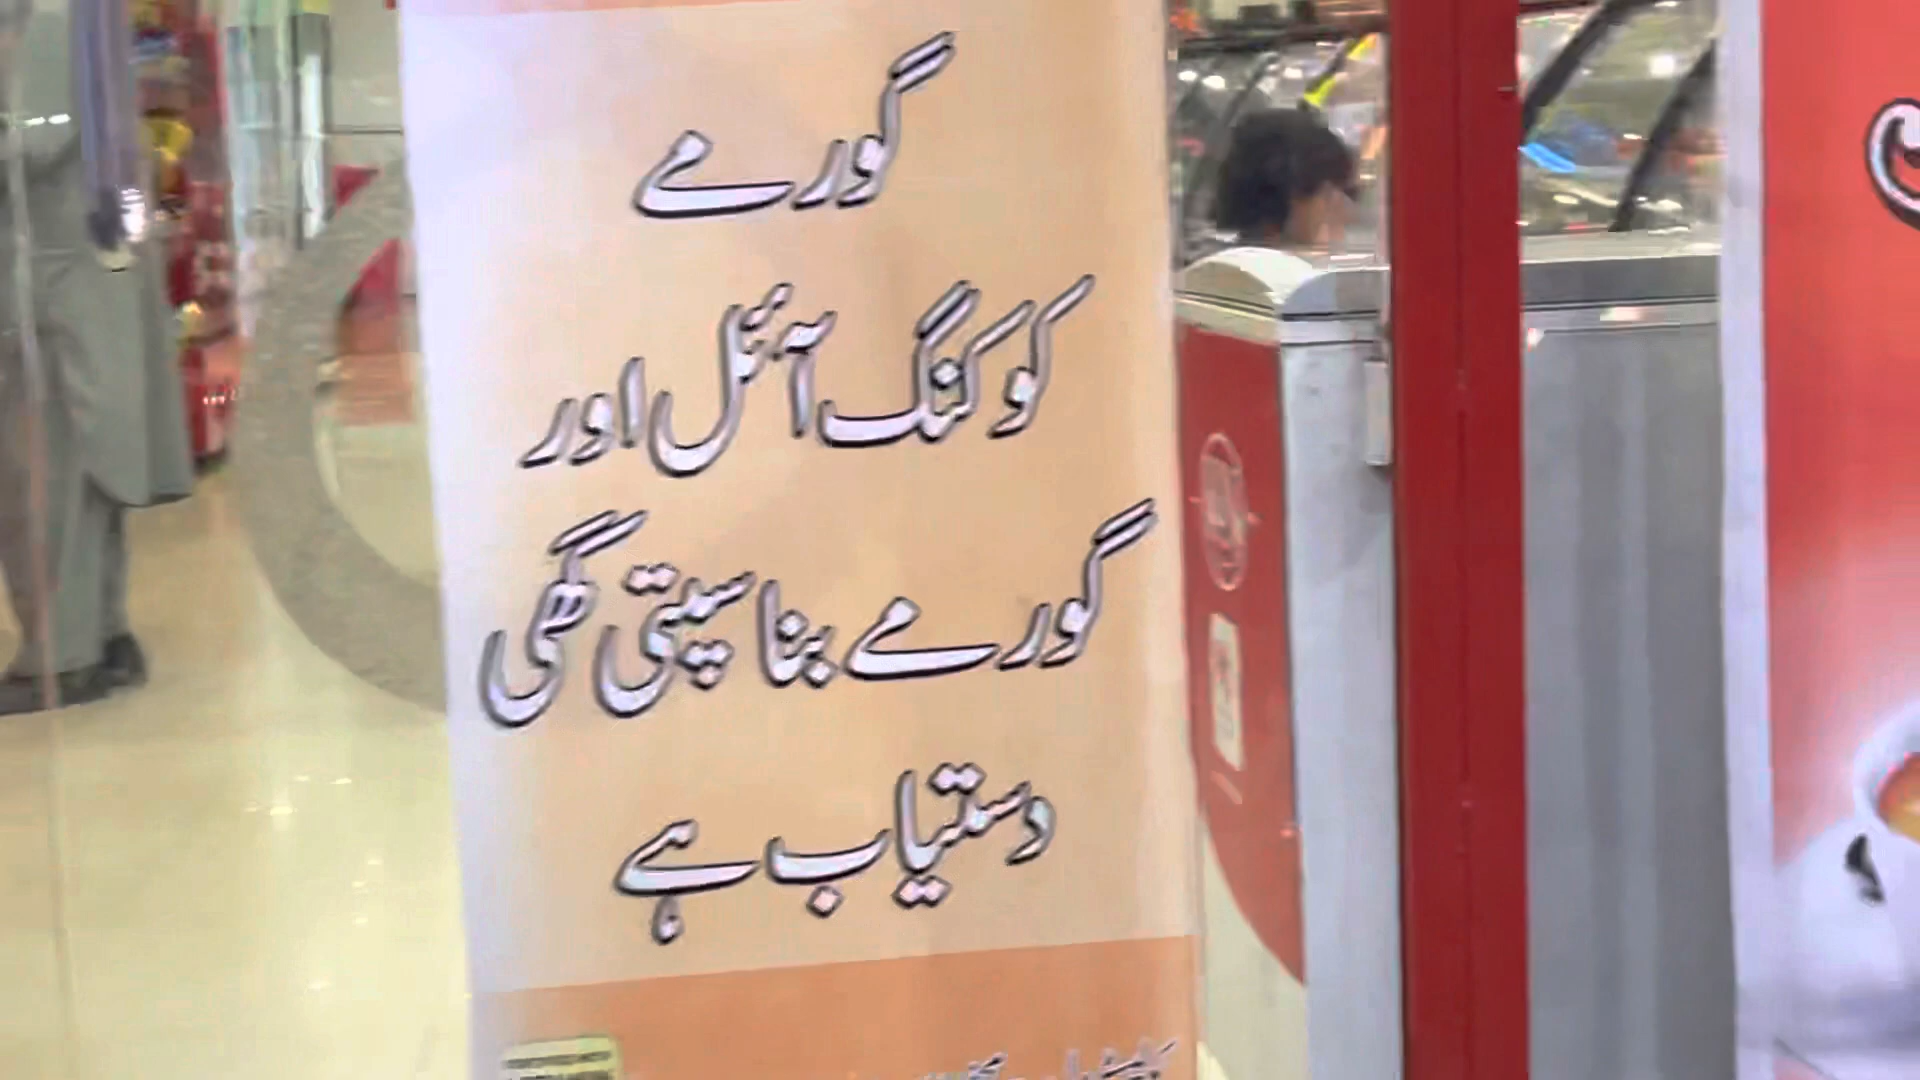 گورمے
کوکنگ آئل اور
گورمے بناسپتی گھی
دستیاب ہے